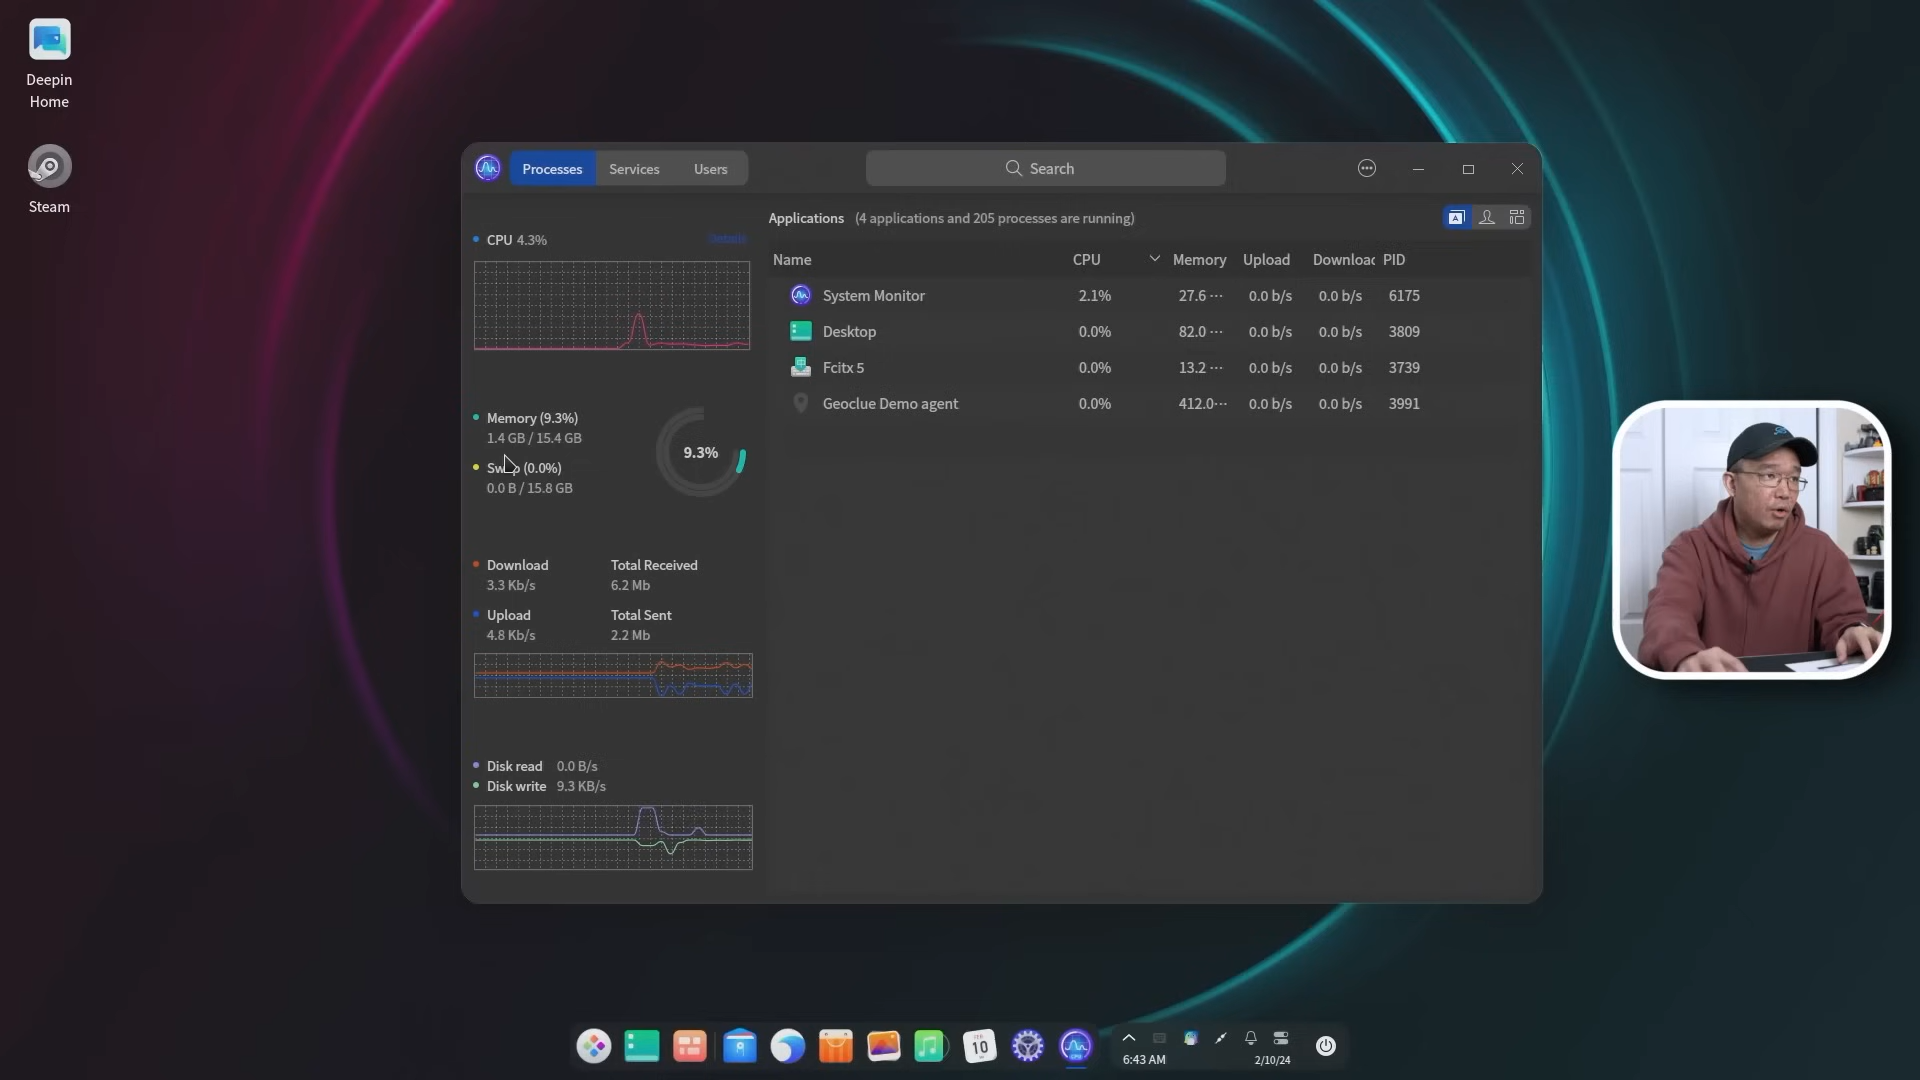 Deepin
Home
Steam
Processes Services Users
Search
Applications (4 applications and 205 processes are running)
CPU 4.3% Details
Name CPU Memory Upload Downloac PID
System Monitor 2.1% 27.6 ··· 0.0 b/s 0.0 b/s 6175
Desktop 0.0% 82.0 ··· 0.0 b/s 0.0 b/s 3809
Fcitx 5 0.0% 13.2 ··· 0.0 b/s 0.0 b/s 3739
Geoclue Demo agent 0.0% 412.0··· 0.0 b/s 0.0 b/s 3991
Memory (9.3%)
1.4 GB / 15.4 GB
9.3%
Swap (0.0%)
0.0 B / 15.8 GB
Download Total Received
3.3 Kb/s 6.2 Mb
Upload Total Sent
4.8 Kb/s 2.2 Mb
Disk read 0.0 B/s
Disk write 9.3 KB/s
10
6:43 AM 2/10/24